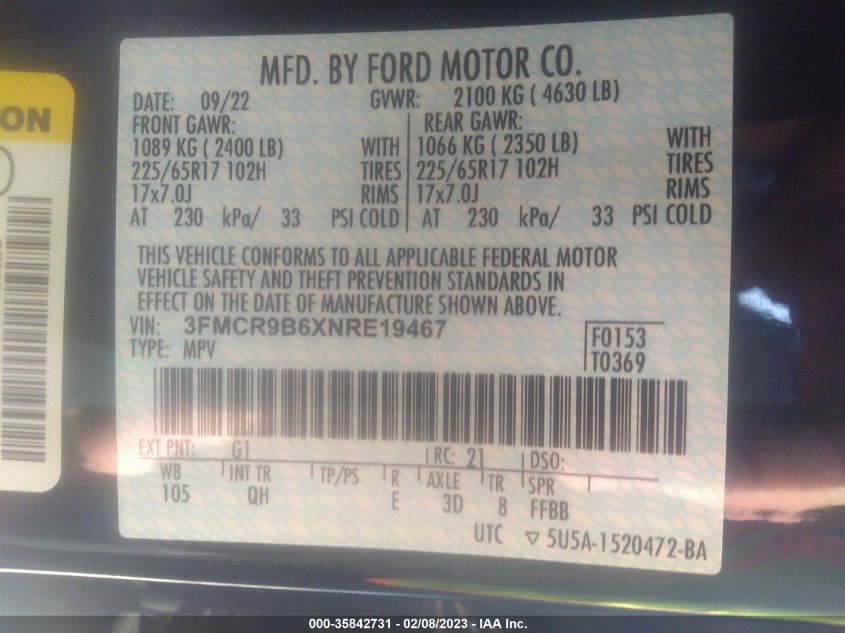 ON
MFD. BY FORD MOTOR CO.
DATE: 09/22 GVWR: 2100 KG ( 4630 LB)
FRONT GAWR: REAR GAWR:
1089 KG ( 2400 LB) WITH 1066 KG ( 2350 LB) WITH
225/65R17 102H TIRES 225/65R17 102H TIRES
17x7.0J RIMS 17x7.0J RIMS
AT 230 kPa/ 33 PSI COLD AT 230 kPa/ 33 PSI COLD
THIS VEHICLE CONFORMS TO ALL APPLICABLE FEDERAL MOTOR
VEHICLE SAFETY AND THEFT PREVENTION STANDARDS IN
EFFECT ON THE DATE OF MANUFACTURE SHOWN ABOVE.
VIN: 3FMCR9B6XNRE19467 F0153
TYPE: MPV T0369
EXT PNT: G1 RC: 21 DSO:
WB INT TR TP/PS R AXLE TR SPR
105 QH E 3D 8 FFBB
UTC ▽ 5U5A-1520472-BA
000-35842731 - 02/08/2023 - IAA Inc.